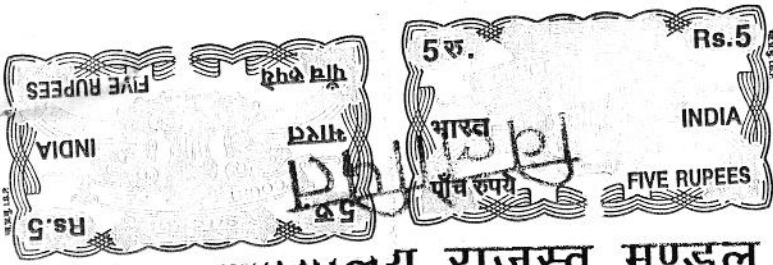 5 रु.
Rs.5
भारत
INDIA
पाँच रुपये
FIVE RUPEES
पाँच रुपये
FIVE RUPEES
भारत
INDIA
5 रु
Rs.5
राजस्व मण्डल